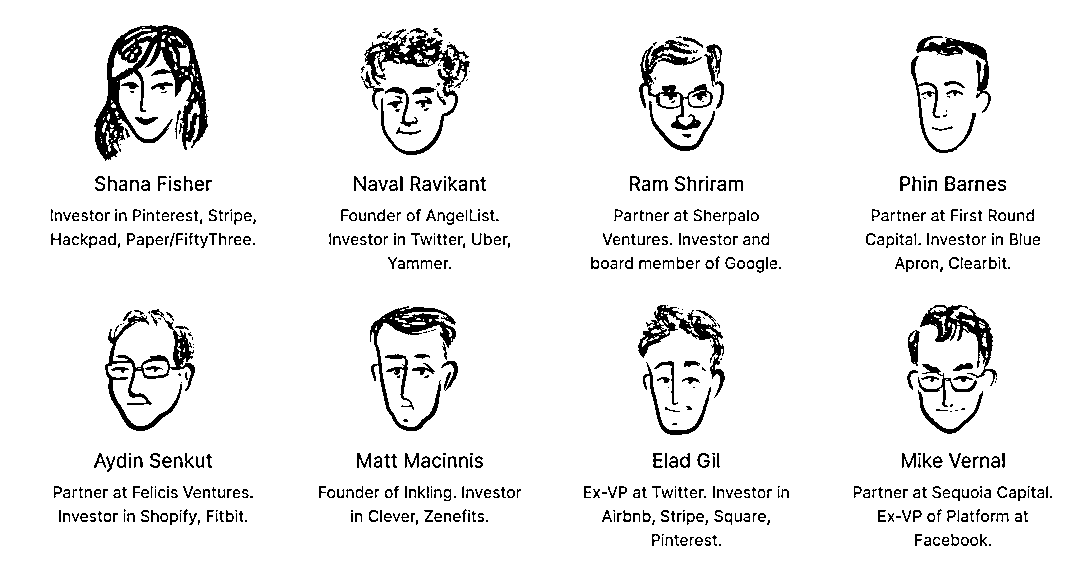 Shana Fisher
Investor in Pinterest, Stripe,
Hackpad, Paper/FiftyThree.
Naval Ravikant
Founder of AngelList.
Investor in Twitter, Uber,
Yammer.
Ram Shriram
Partner at Sherpalo
Ventures. Investor and
board member of Google.
Phin Barnes
Partner at First Round
Capital. Investor in Blue
Apron, Clearbit.
Aydin Senkut
Partner at Felicis Ventures.
Investor in Shopify, Fitbit.
Matt Macinnis
Founder of Inkling. Investor
in Clever, Zenefits.
Elad Gil
Ex-VP at Twitter. Investor in
Airbnb, Stripe, Square,
Pinterest.
Mike Vernal
Partner at Sequoia Capital.
Ex-VP of Platform at
Facebook.